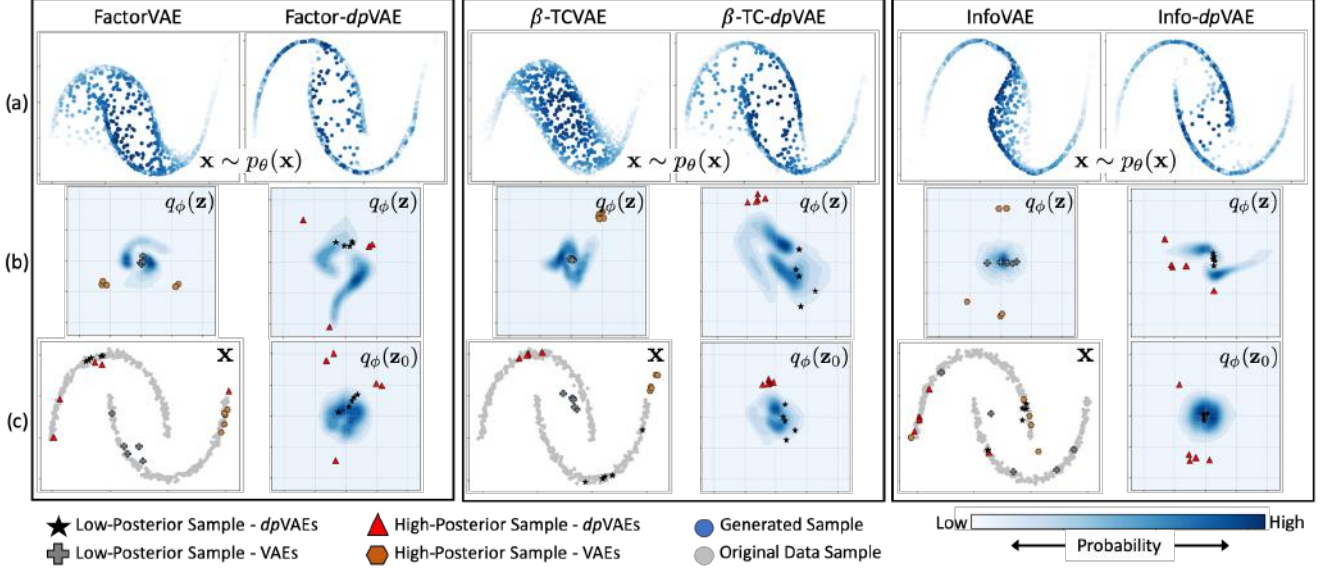 FactorVAE Factor-dpVAE β-TCVAE β-TC-dpVAE InfoVAE Info-dpVAE
(a)
x ∼ pθ(x) x ∼ pθ(x) x ∼ pθ(x)
(b)
qϕ(z) qϕ(z) qϕ(z) qϕ(z) qϕ(z) qϕ(z)
(c)
x qϕ(z₀) x qϕ(z₀) x qϕ(z₀)
Low-Posterior Sample - dpVAEs High-Posterior Sample - dpVAEs Generated Sample Low High
Low-Posterior Sample - VAEs High-Posterior Sample - VAEs Original Data Sample Probability